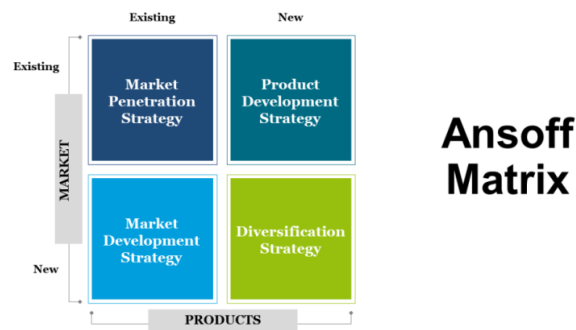 Existing
New
Existing
Market
Penetration
Strategy
Product
Development
Strategy
Ansoff
Matrix
MARKET
Market
Development
Strategy
Diversification
Strategy
New
PRODUCTS